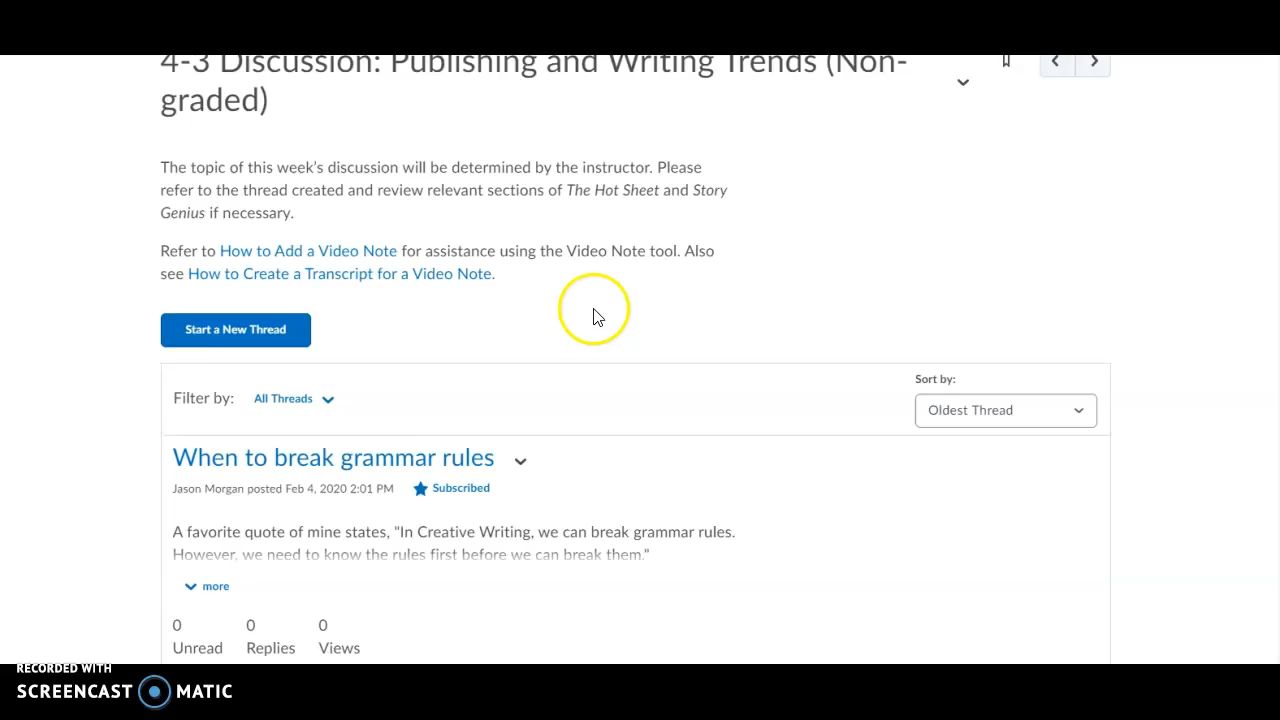 4-3 Discussion: Publishing and Writing Trends (Non-
graded)
The topic of this week's discussion will be determined by the instructor. Please
refer to the thread created and review relevant sections of The Hot Sheet and Story
Genius if necessary.
Refer to How to Add a Video Note for assistance using the Video Note tool. Also
see How to Create a Transcript for a Video Note.
Start a New Thread
Filter by: All Threads
Sort by:
Oldest Thread
When to break grammar rules
Jason Morgan posted Feb 4, 2020 2:01 PM Subscribed
A favorite quote of mine states, "In Creative Writing, we can break grammar rules.
However, we need to know the rules first before we can break them."
more
0 0 0
Unread Replies Views
RECORDED WITH
SCREENCAST MATIC